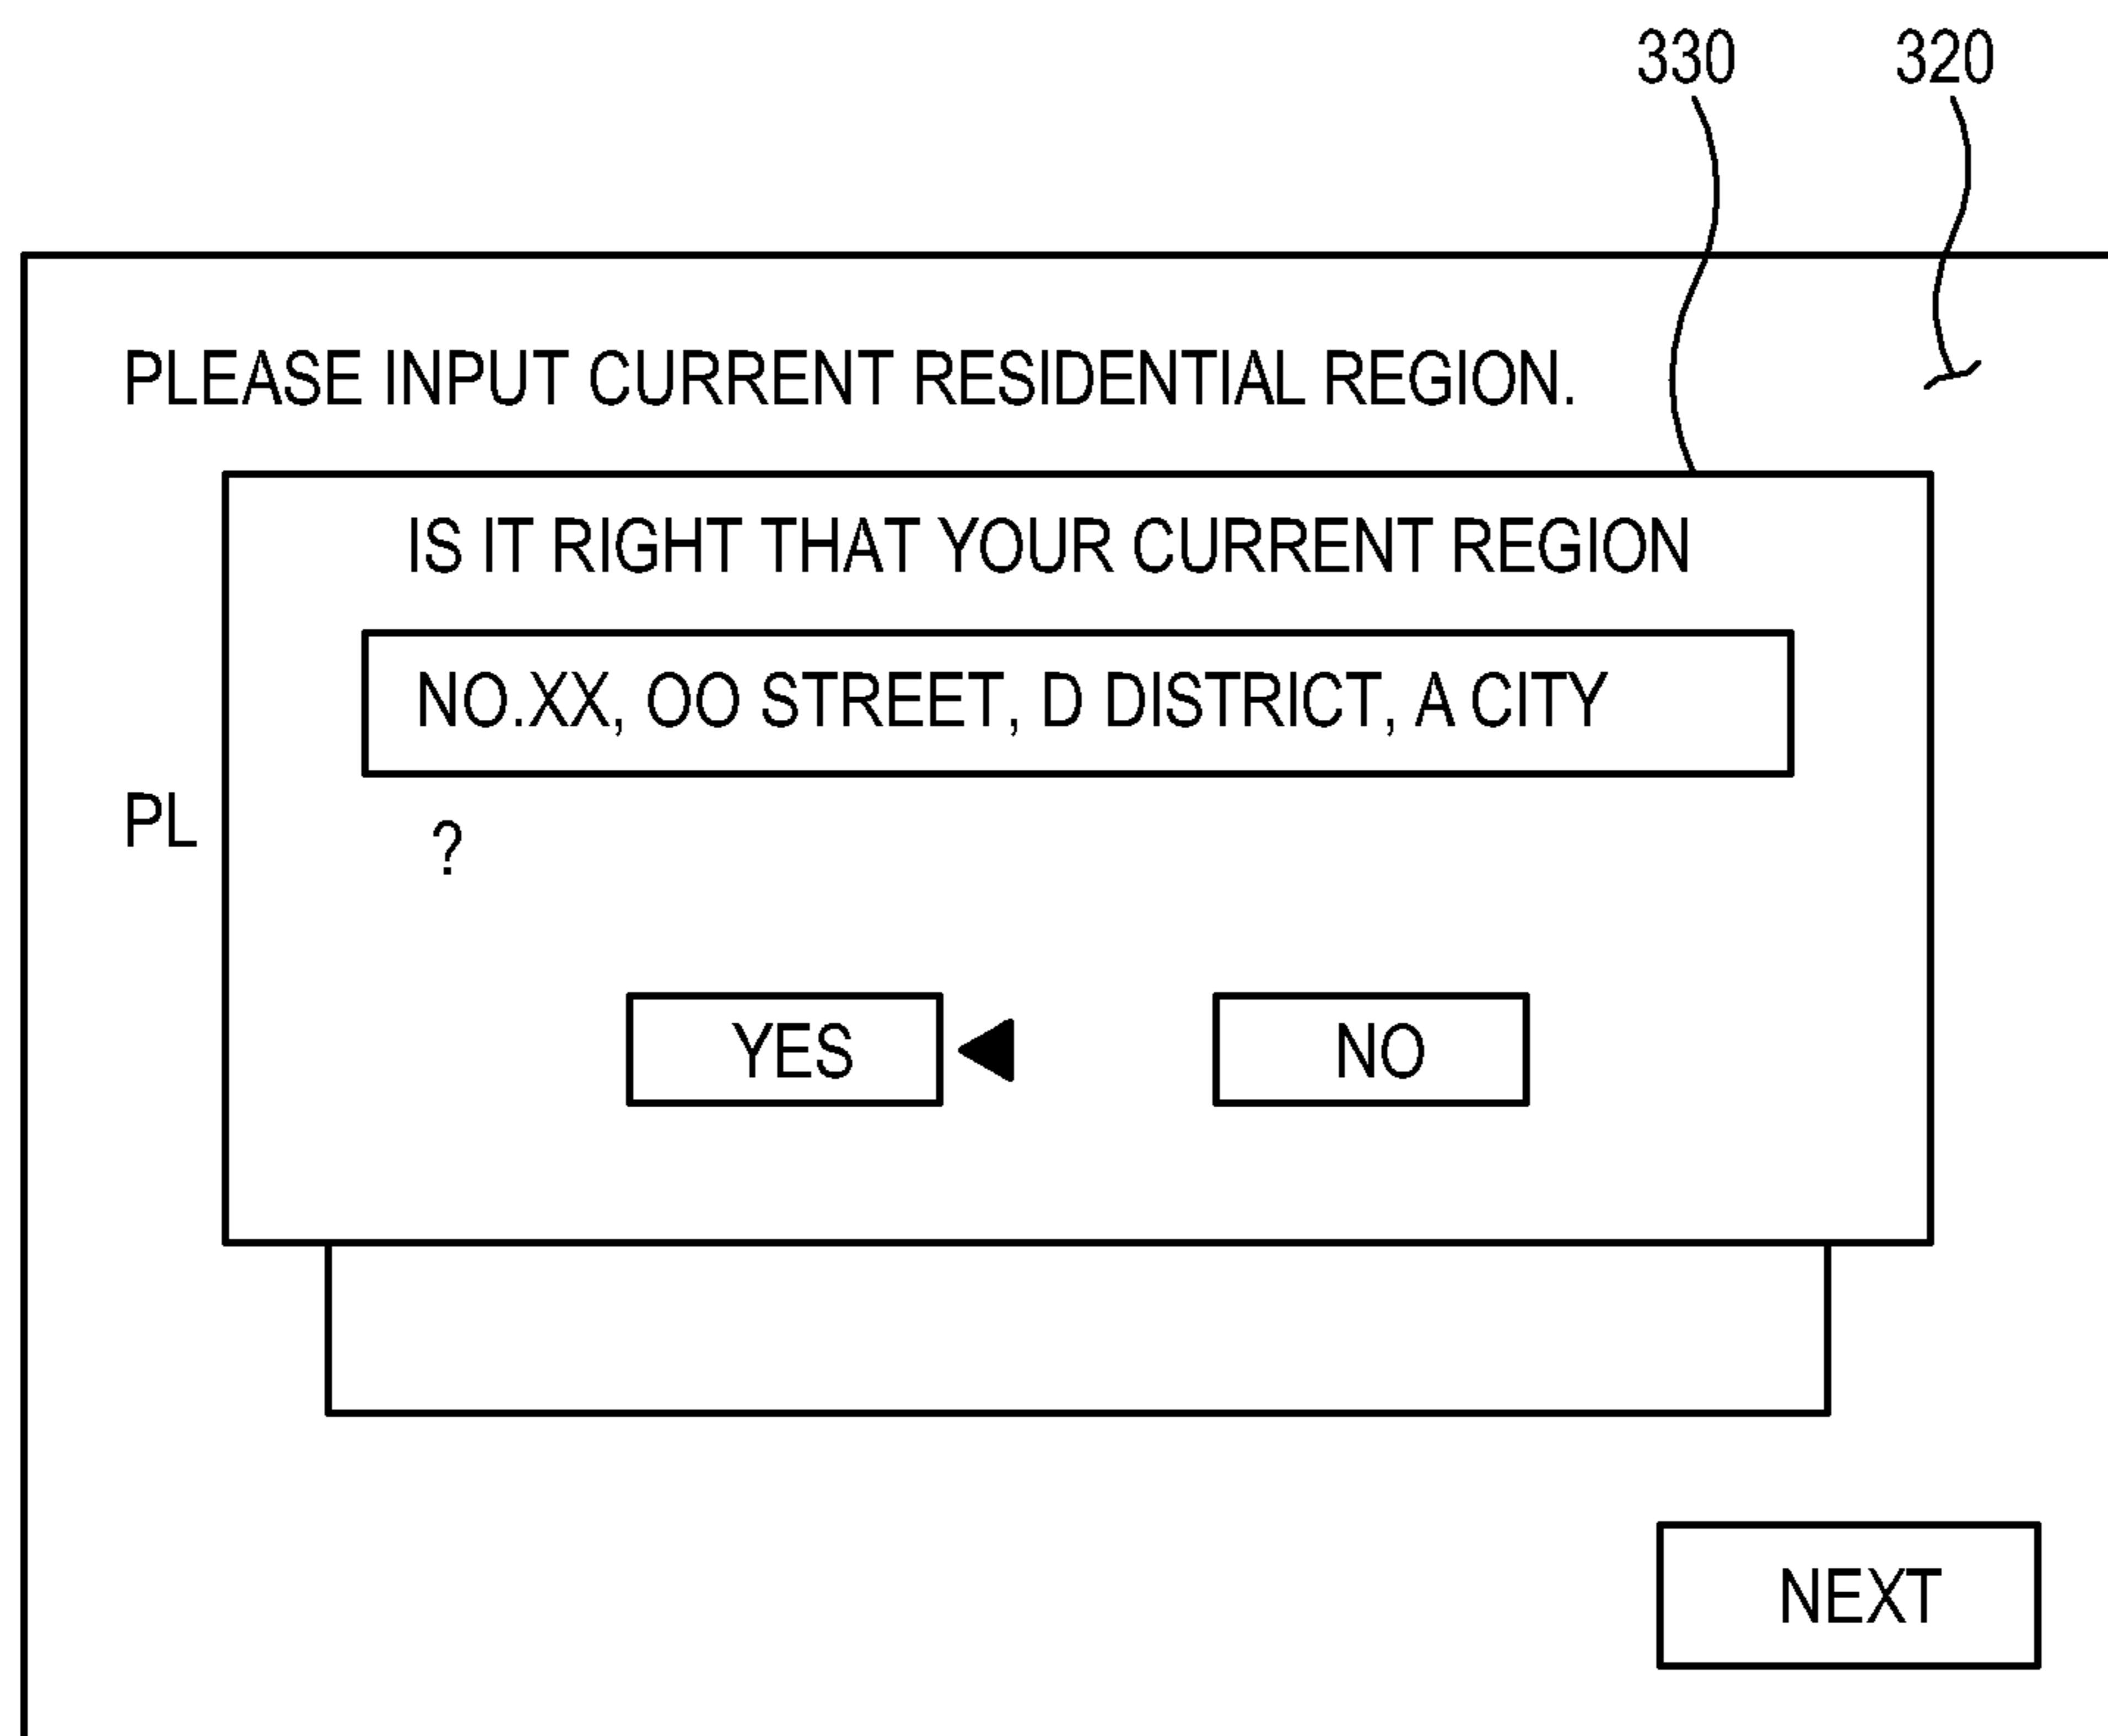 330 320
PLEASE INPUT CURRENT RESIDENTIAL REGION.
IS IT RIGHT THAT YOUR CURRENT REGION
NO.XX, OO STREET, D DISTRICT, A CITY
PL
?
YES NO
NEXT